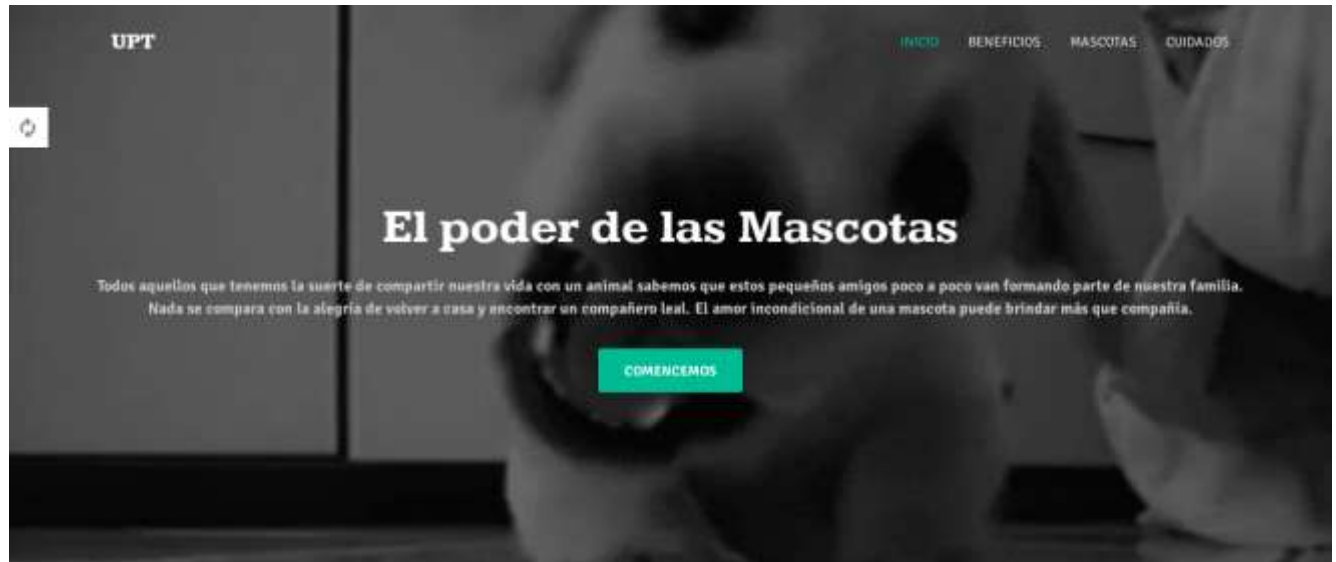 UPT
INICIO BENEFICIOS MASCOTAS CUIDADOS
El poder de las Mascotas
Todos aquellos que tenemos la suerte de compartir nuestra vida con un animal sabemos que estos pequeños amigos poco a poco van formando parte de nuestra familia.
Nada se compara con la alegría de volver a casa y encontrar un compañero leal. El amor incondicional de una mascota puede brindar más que compañía.
COMENCEMOS